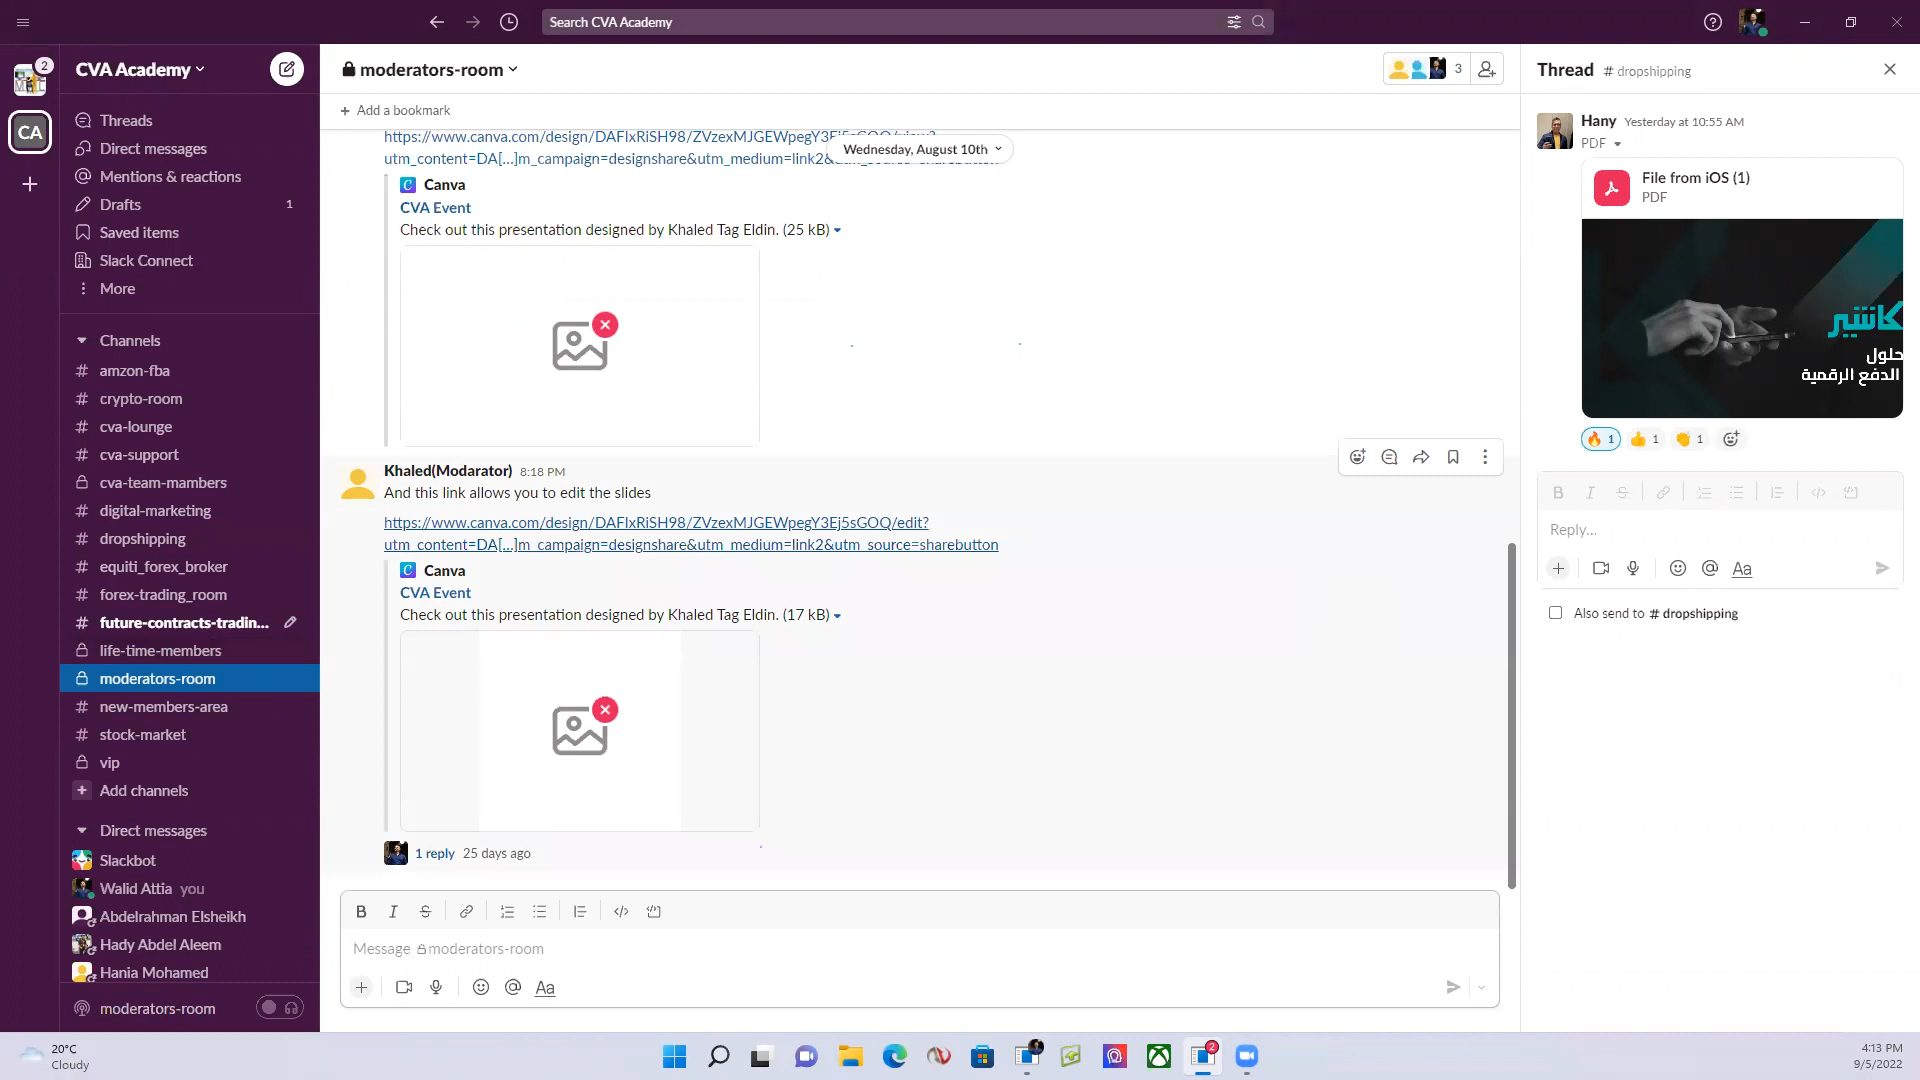 Search CVA Academy
2
CA
CVA Academy
Threads
Direct messages
Mentions & reactions
Drafts
1
Saved items
Slack Connect
More
Channels
# amzon-fba
# crypto-room
# cva-lounge
# cva-support
cva-team-mambers
# digital-marketing
# dropshipping
# equiti_forex_broker
# forex-trading_room
# future-contracts-tradin...
life-time-members
moderators-room
# new-members-area
# stock-market
vip
+ Add channels
Direct messages
Slackbot
Walid Attia you
Abdelrahman Elsheikh
Hady Abdel Aleem
Hania Mohamed
moderators-room
moderators-room
3
+ Add a bookmark
Wednesday, August 10th
utm_content=DA[...]m_campaign=designshare&utm_medium=link2&
Canva
CVA Event
Check out this presentation designed by Khaled Tag Eldin. (25 kB)
Khaled(Modarator) 8:18 PM
And this link allows you to edit the slides
https://www.canva.com/design/DAFIxRiSH98/ZVzexMJGEWpegY3Ej5sGOQ/edit?
utm_content=DA[...]m_campaign=designshare&utm_medium=link2&utm_source=sharebutton
Canva
CVA Event
Check out this presentation designed by Khaled Tag Eldin. (17 kB)
1 reply 25 days ago
B I S
Message moderators-room
Aa
Thread # dropshipping
Hany Yesterday at 10:55 AM
PDF
File from iOS (1)
PDF
كاشير
حلول
الدفع الرقمية
1 1 1
B I S
Reply...
Aa
Also send to # dropshipping
20°C
Cloudy
2
4:13 PM
9/5/2022